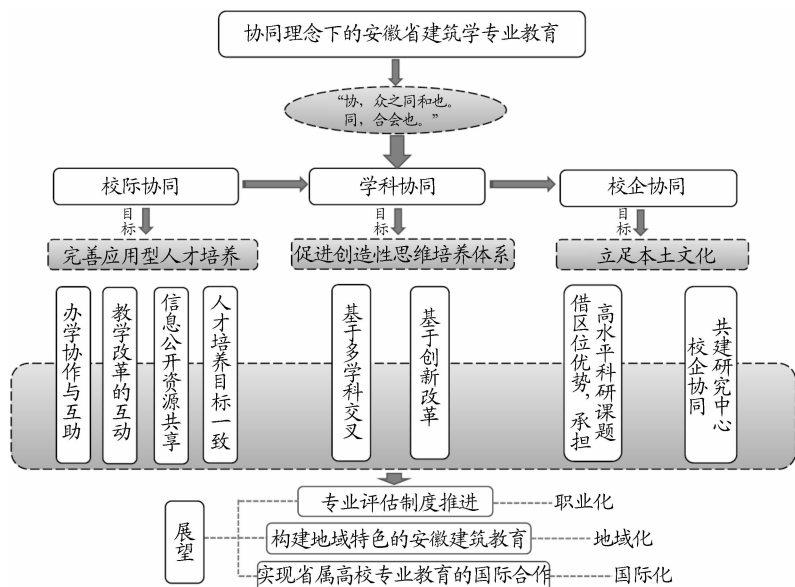 协同理念下的安徽省建筑学专业教育
“协，众之同和也。
同，合会也。”
校际协同
学科协同
校企协同
目标
目标
目标
完善应用型人才培养
促进创造性思维培养体系
立足本土文化
办学协作与互助
教学改革的互动
信息公开资源共享
人才培养目标一致
基于多学科交叉
基于创新改革
借区位优势，承担
高水平科研课题
校企协同
共建研究中心
展望
专业评估制度推进
职业化
构建地域特色的安徽建筑教育
地域化
实现省属高校专业教育的国际合作
国际化